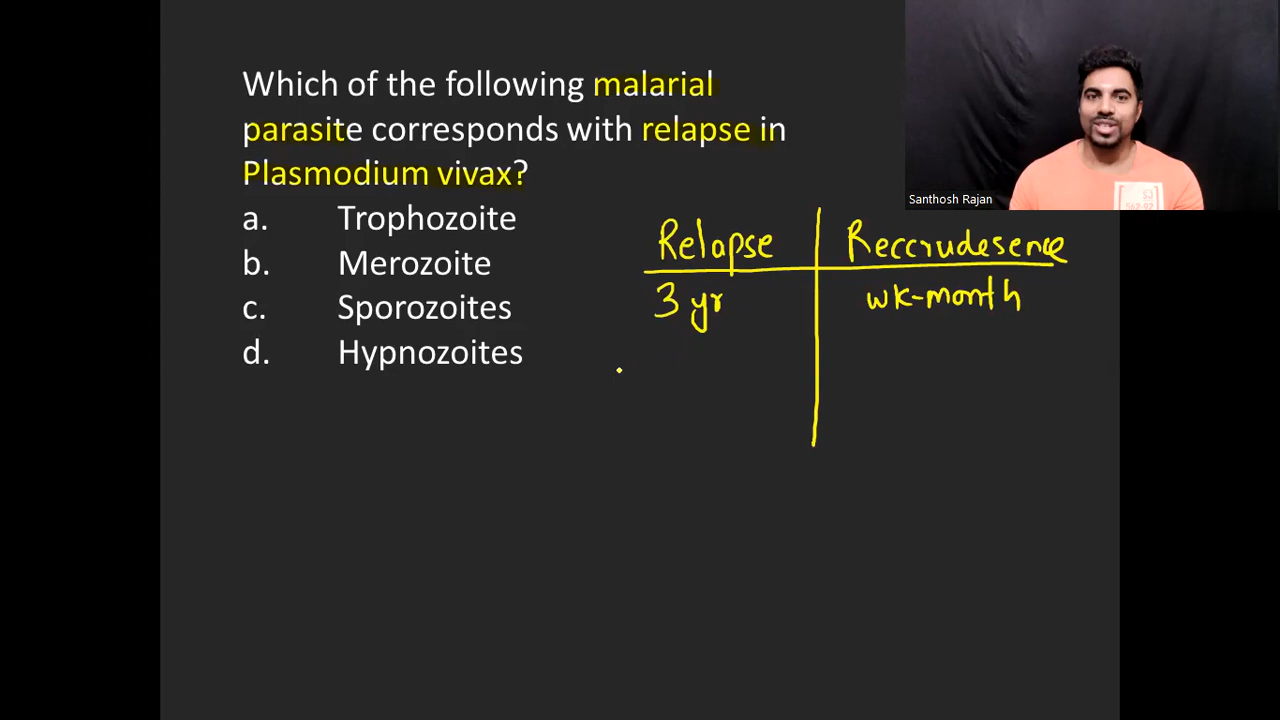 Which of the following malarial
parasite corresponds with relapse in
Plasmodium vivax?
a. Trophozoite
b. Merozoite
c. Sporozoites
d. Hypnozoites
Santhosh Rajan
Relapse Reccrudesence
3 yr wk-month